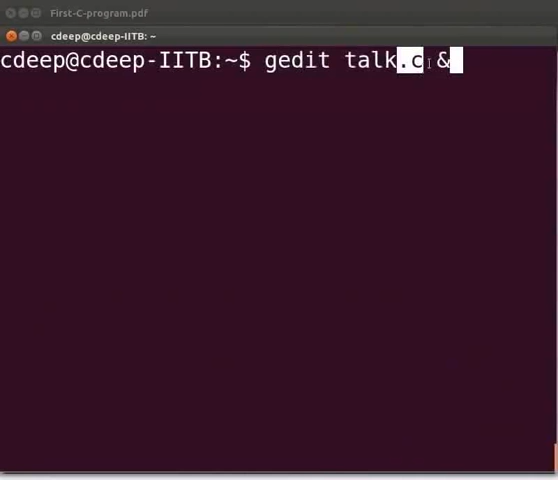 First-C-program.pdf
cdeep@cdeep-IITB: ~
cdeep@cdeep-IITB:~$ gedit talk.c &